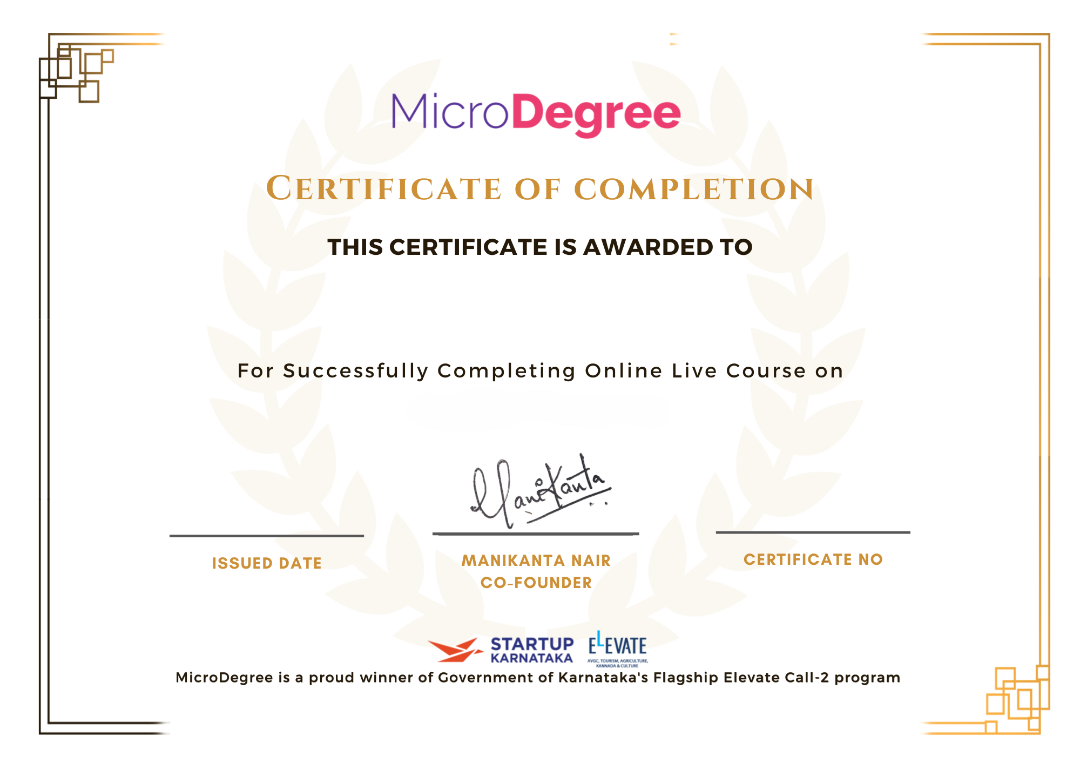 MicroDegree
CERTIFICATE OF COMPLETION
THIS CERTIFICATE IS AWARDED TO
For Successfully Completing Online Live Course on
ManiKanta
ISSUED DATE
MANIKANTA NAIR
CO-FOUNDER
CERTIFICATE NO
STARTUP
KARNATAKA
ELEVATE
AVGC, TOURISM, AGRICULTURE,
KANNADA & CULTURE
MicroDegree is a proud winner of Government of Karnataka's Flagship Elevate Call-2 program